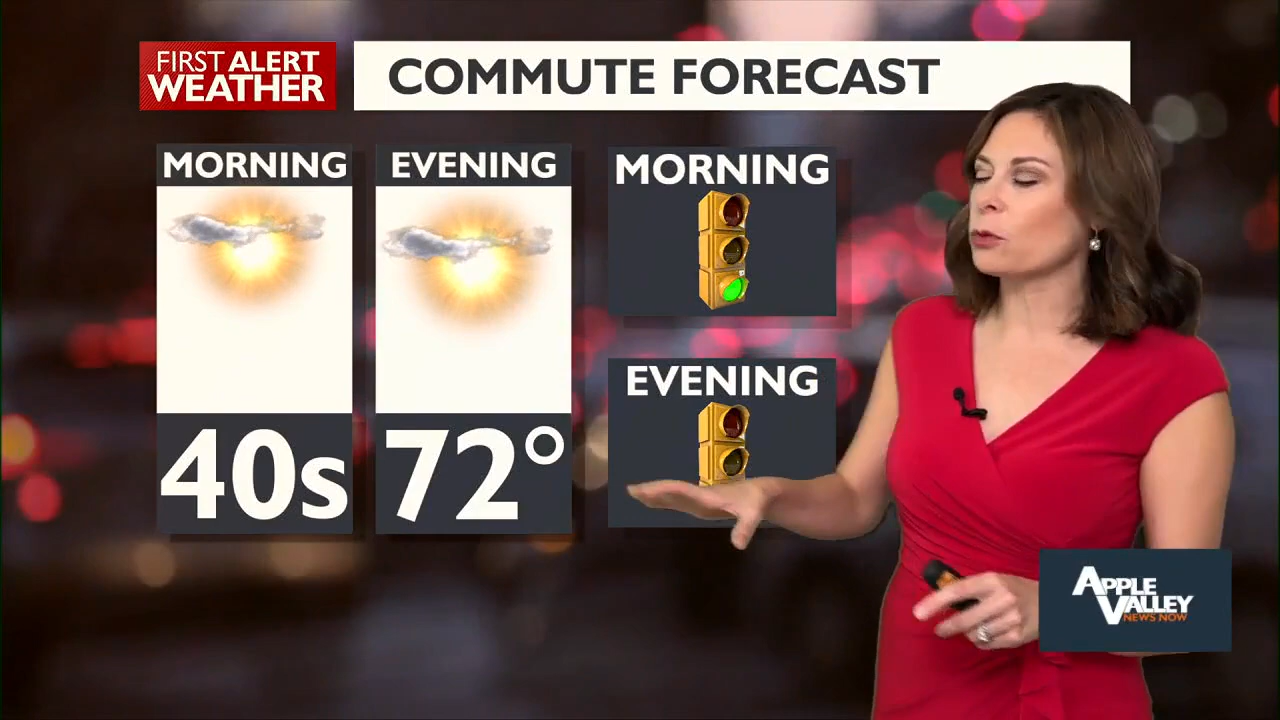 FIRST ALERT
WEATHER
COMMUTE FORECAST
MORNING
EVENING
40s
72°
MORNING
EVENING
APPLE
VALLEY
NEWS NOW